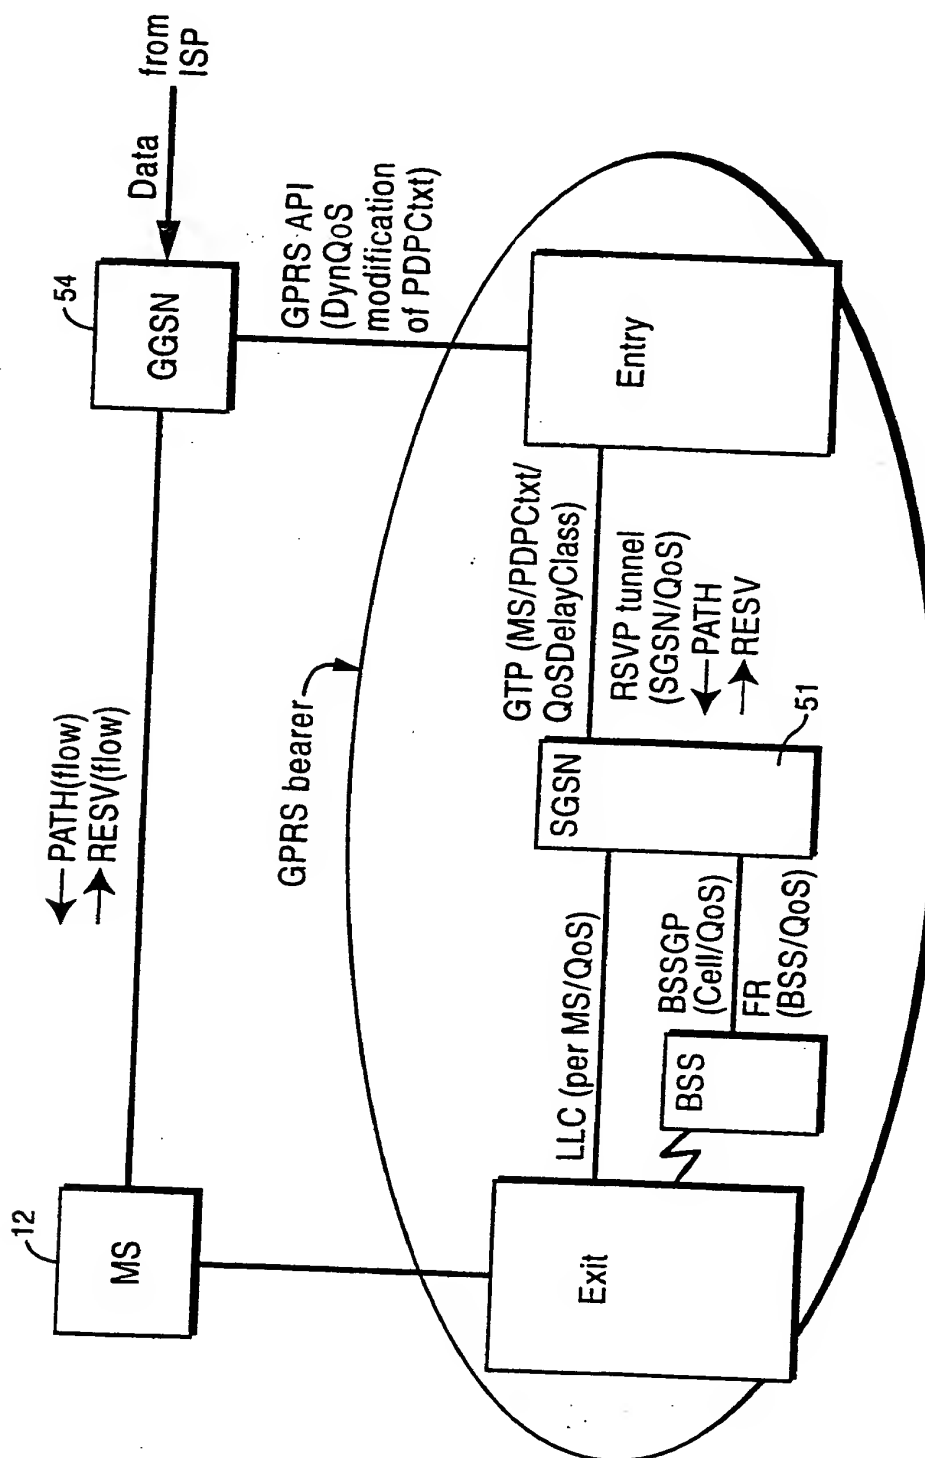 12
MS
←PATH(flow)
→RESV(flow)
54
GGSN
Data
from
ISP
GPRS API
(DynQoS
modification
of PDPCtxt)
GPRS bearer
Exit
LLC (per MS/QoS)
BSS
BSSGP
(Cell/QoS)
FR
(BSS/QoS)
SGSN
51
GTP (MS/PDPCtxt/
QoSDelayClass)
RSVP tunnel
(SGSN/QoS)
←PATH
→RESV
Entry